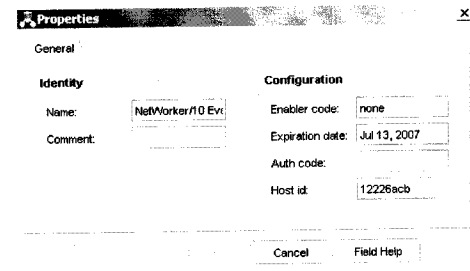 Properties
General
Identity
Name: NetWorker/10 Eve
Comment:
Configuration
Enabler code: none
Expiration date: Jul 13, 2007
Auth code:
Host id: 12226acb
Cancel Field Help